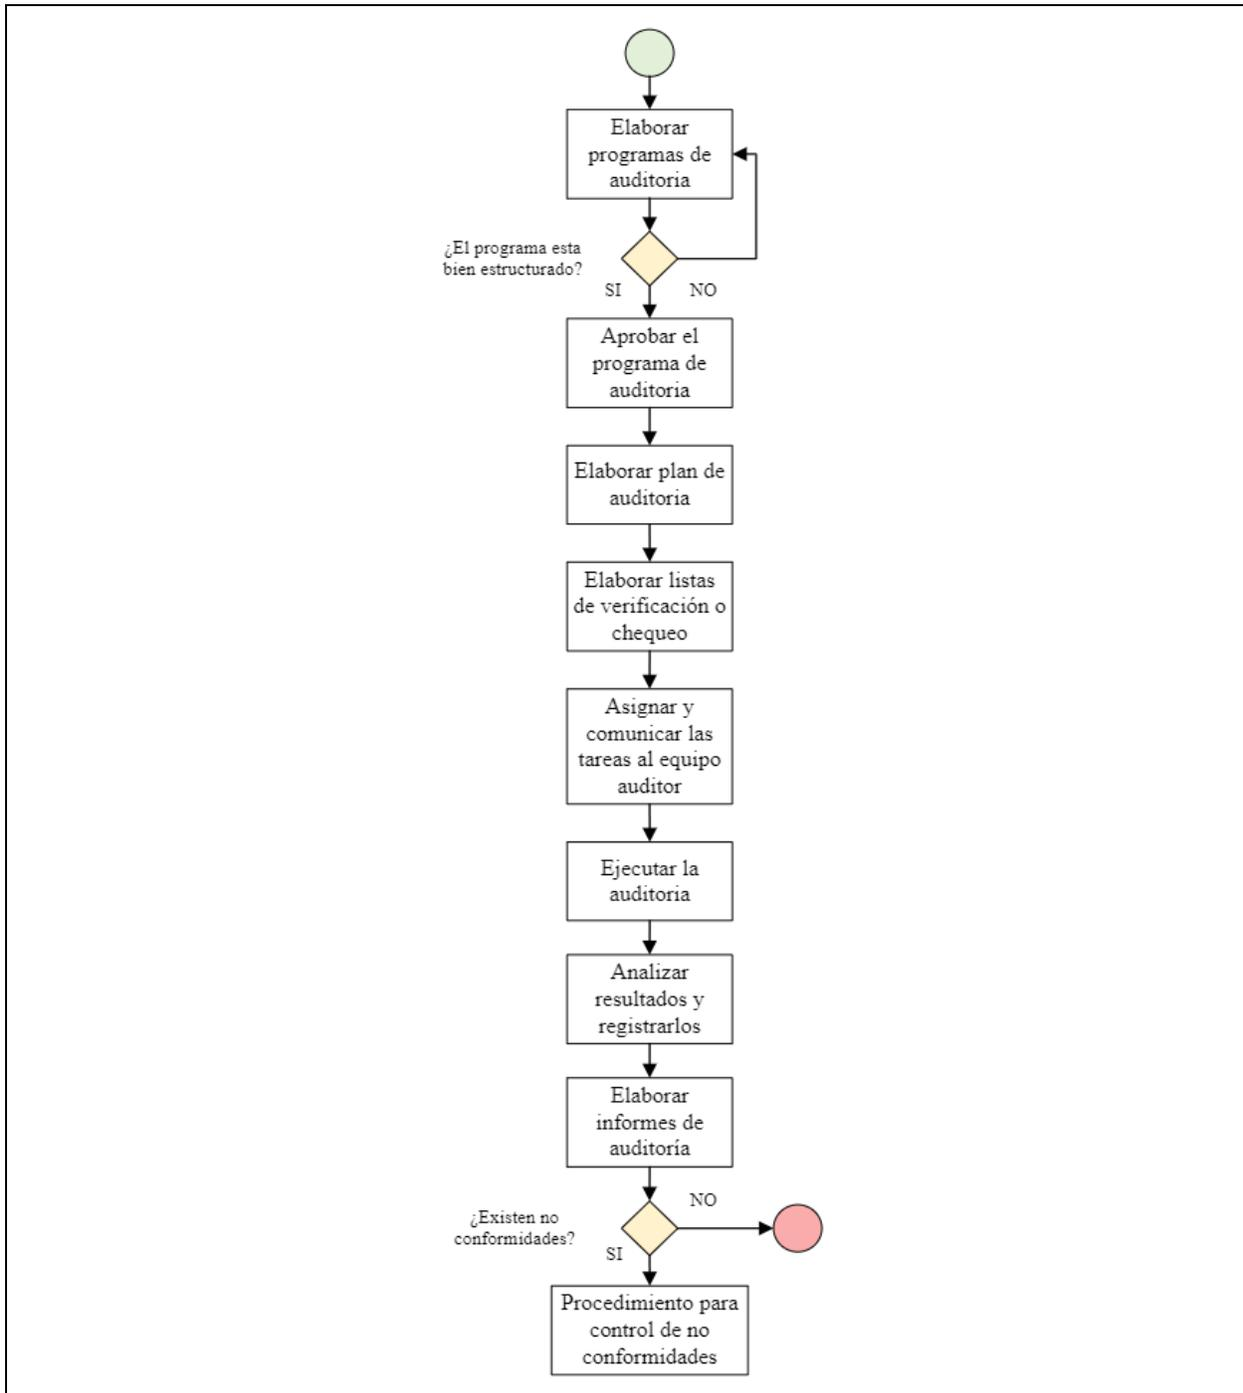 Elaborar
programas de
auditoria
¿El programa esta
bien estructurado?
SI
NO
Aprobar el
programa de
auditoria
Elaborar plan de
auditoria
Elaborar listas
de verificación o
chequeo
Asignar y
comunicar las
tareas al equipo
auditor
Ejecutar la
auditoria
Analizar
resultados y
registrarlos
Elaborar
informes de
auditoría
¿Existen no
conformidades?
NO
SI
Procedimiento para
control de no
conformidades